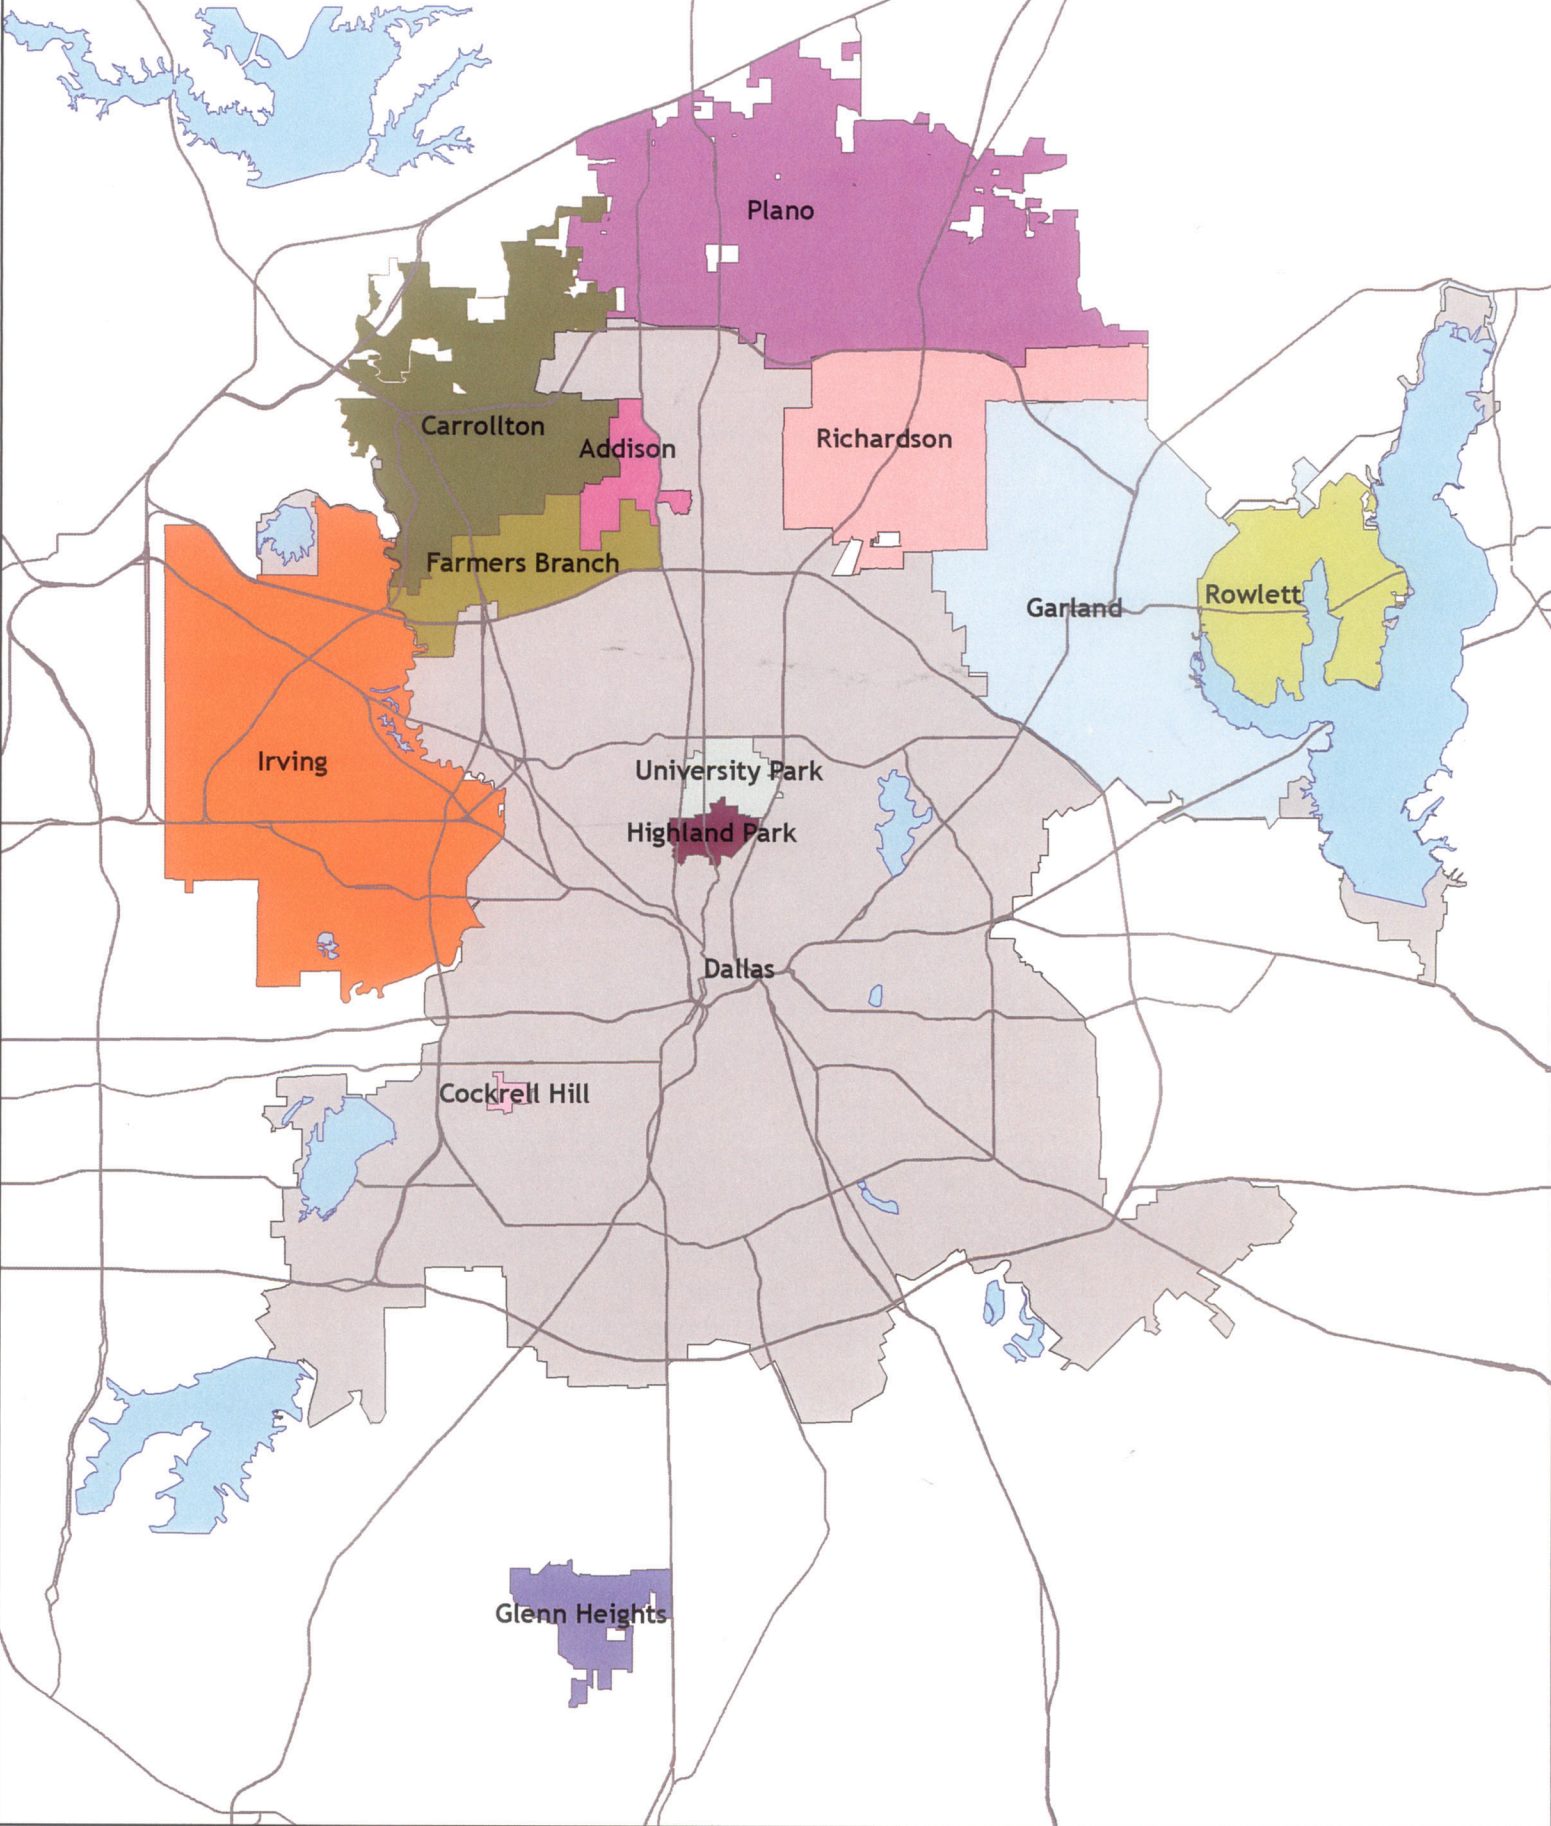 Plano
Carrollton
Addison
Richardson
Farmers Branch
Garland
Rowlett
Irving
University Park
Highland Park
Dallas
Cockrell Hill
Glenn Heights